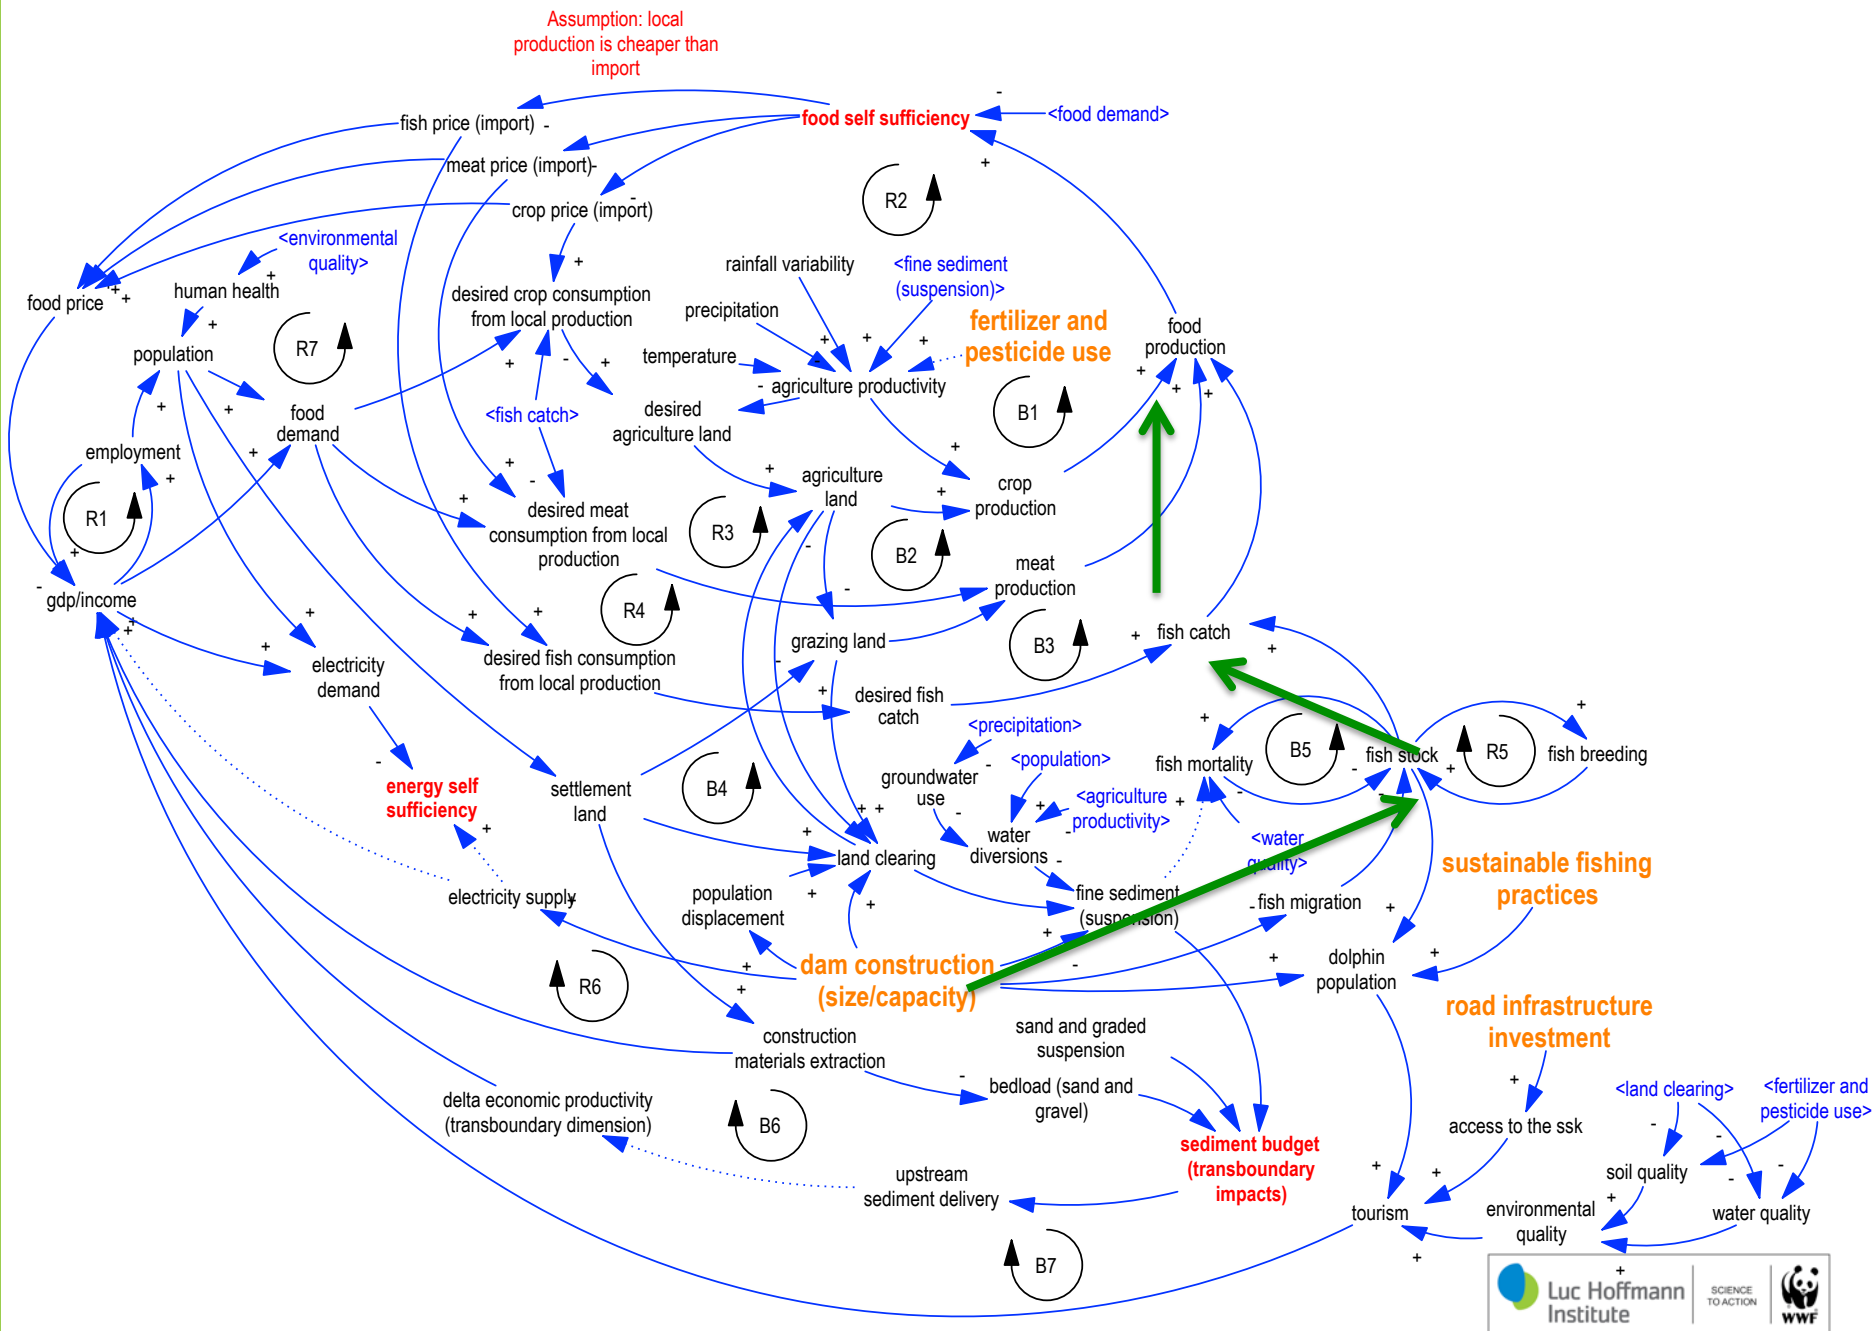 Assumption: local
production is cheaper than
import
fish price (import) -
food self sufficiency
-
<food demand>
meat price (import)-
+
R2
crop price (import)
-
<environmental
quality>
+
human health
food price
+
+
+
R7
population
desired crop consumption
from local production
+
rainfall variability
<fine sediment
(suspension)>
precipitation
temperature
fertilizer and
pesticide use
+
+
+
-
- agriculture productivity
food
production
+
+
+
B1
+
+
-
+
<fish catch>
desired
agriculture land
food
demand
+
+
+
employment
+
R1
+
-
gdp/income
+
+
+
+
-
desired meat
consumption from local
production
+
R3
R4
agriculture
land
+
-
+
+
crop
production
B2
-
meat
production
B3
grazing land
-
+
+ fish catch
+
+
+
desired fish consumption
from local production
desired fish
catch
+
+
electricity
demand
-
energy self
sufficiency
+
settlement
land
B4
<precipitation>
-
groundwater
use
-
<population>
+
<agriculture
productivity>
-
water
diversions
-
+
fish mortality
+
-
B5
fish stock
-
-
+
R5
+
fish breeding
<water
quality>
+ +
+
land clearing
+
+
population
displacement
+
electricity supply
+
fine sediment
(suspension)
+
-
-
fish migration
+
sustainable fishing
practices
dam construction
(size/capacity)
+
dolphin
population
+
R6
+
construction
materials extraction
-
sand and graded
suspension
bedload (sand and
gravel)
road infrastructure
investment
+
access to the ssk
+
<land clearing>
<fertilizer and
pesticide use>
-
-
-
-
soil quality
+
delta economic productivity
(transboundary dimension)
B6
sediment budget
(transboundary
impacts)
upstream
sediment delivery
+
tourism
+
environmental
quality
+
water quality
B7
Luc Hoffmann
Institute
SCIENCE
TO ACTION
WWF